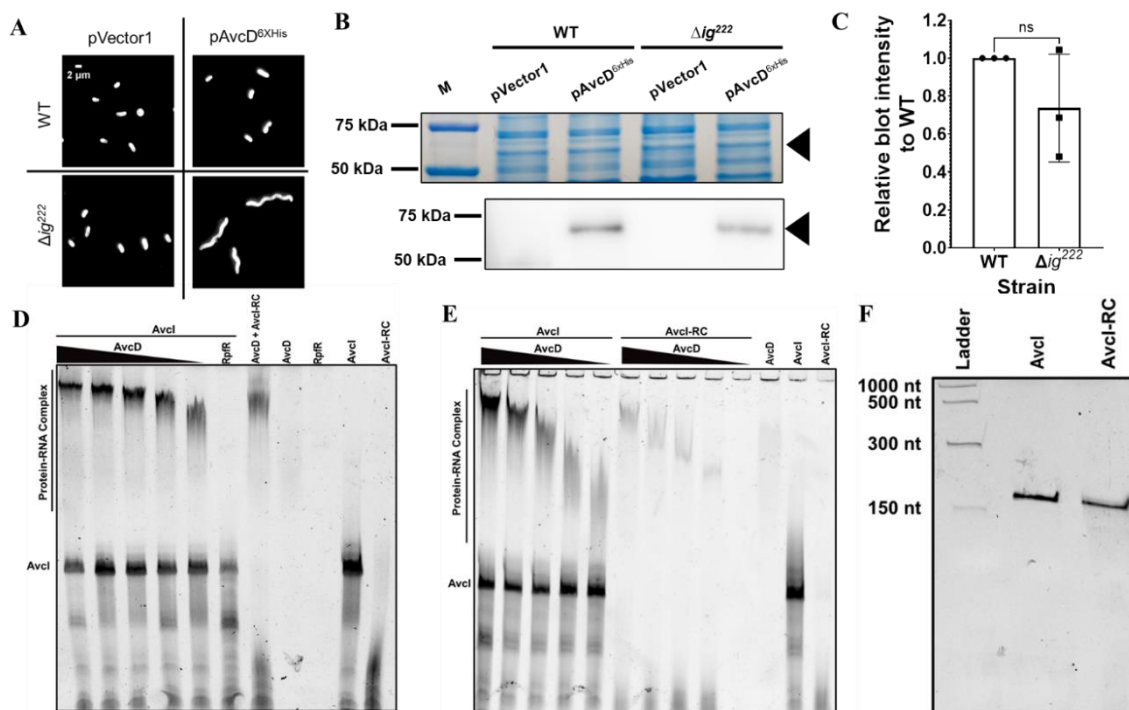 A
pVector1
pAvcD6XHis
2 μm
WT
Δig222
B
WT
Δig222
M
pVector1
pAvcD6xHis
pVector1
pAvcD6xHis
75 kDa
50 kDa
75 kDa
50 kDa
C
Relative blot intensity
to WT
ns
1.2
1.0
0.8
0.6
0.4
0.2
0.0
WT
Δig222
Strain
D
AvcI
AvcD
RpfR
AvcD + AvcI-RC
AvcD
RpfR
AvcI
AvcI-RC
Protein-RNA Complex
AvcI
E
AvcI
AvcD
AvcI-RC
AvcD
AvcD
AvcI
AvcI-RC
Protein-RNA Complex
AvcI
F
Ladder
AvcI
AvcI-RC
1000 nt
500 nt
300 nt
150 nt